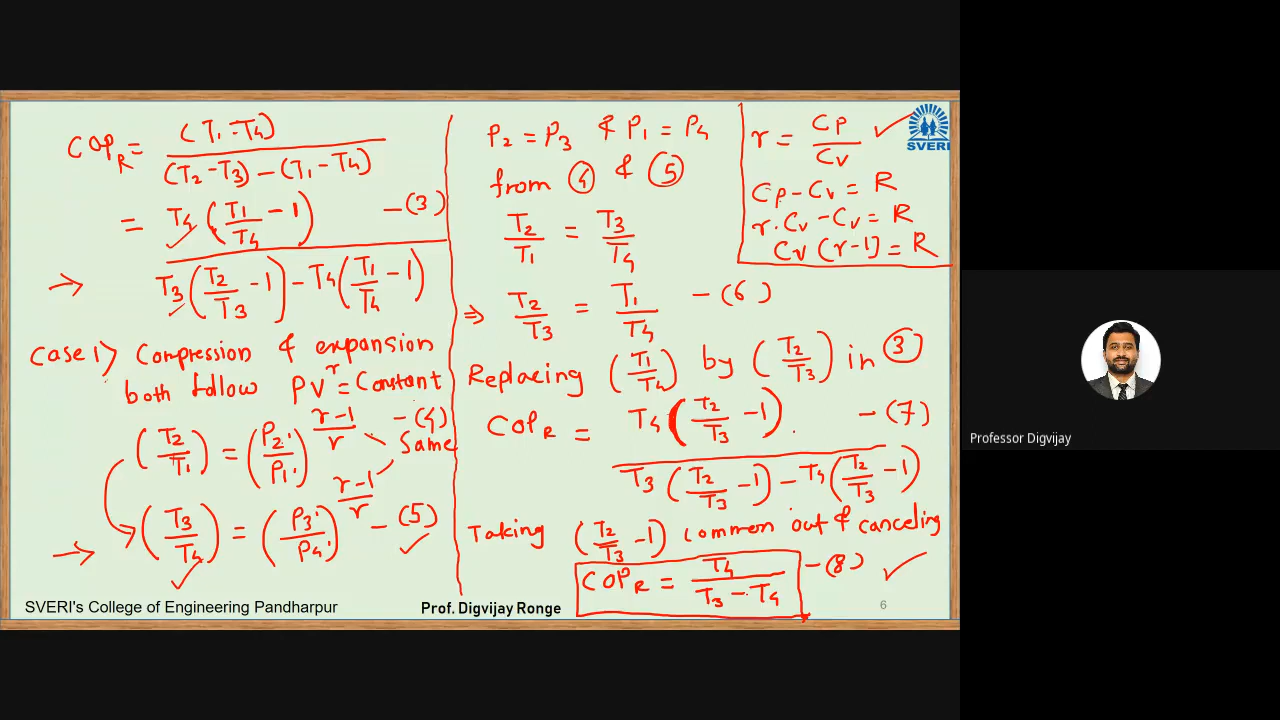 COP_R = (T₁ - T₄) / ((T₂ - T₃) - (T₁ - T₄))
= T₄ (T₁/T₄ - 1) / (T₃ (T₂/T₃ - 1) - T₄ (T₁/T₄ - 1)) - (3)
→
Case 1) Compression & expansion
both follow PV^r = Constant
(T₂/T₁) = (P₂/P₁)^((r-1)/r) - (4)
Same
(T₃/T₄) = (P₃/P₄)^((r-1)/r) - (5)
→
P₂ = P₃ & P₁ = P₄
from ④ & ⑤
T₂/T₁ = T₃/T₄
⇒ T₂/T₃ = T₁/T₄ - (6)
Replacing (T₁/T₄) by (T₂/T₃) in ③
COP_R = T₄ (T₂/T₃ - 1) / (T₃ (T₂/T₃ - 1) - T₄ (T₂/T₃ - 1)) - (7)
Taking (T₂/T₃ - 1) common out & canceling
COP_R = T₄ / (T₃ - T₄) - (8)
r = Cp/Cv
Cp - Cv = R
r·Cv - Cv = R
Cv (r-1) = R
SVERI
SVERI's College of Engineering Pandharpur
Prof. Digvijay Ronge
6
Professor Digvijay